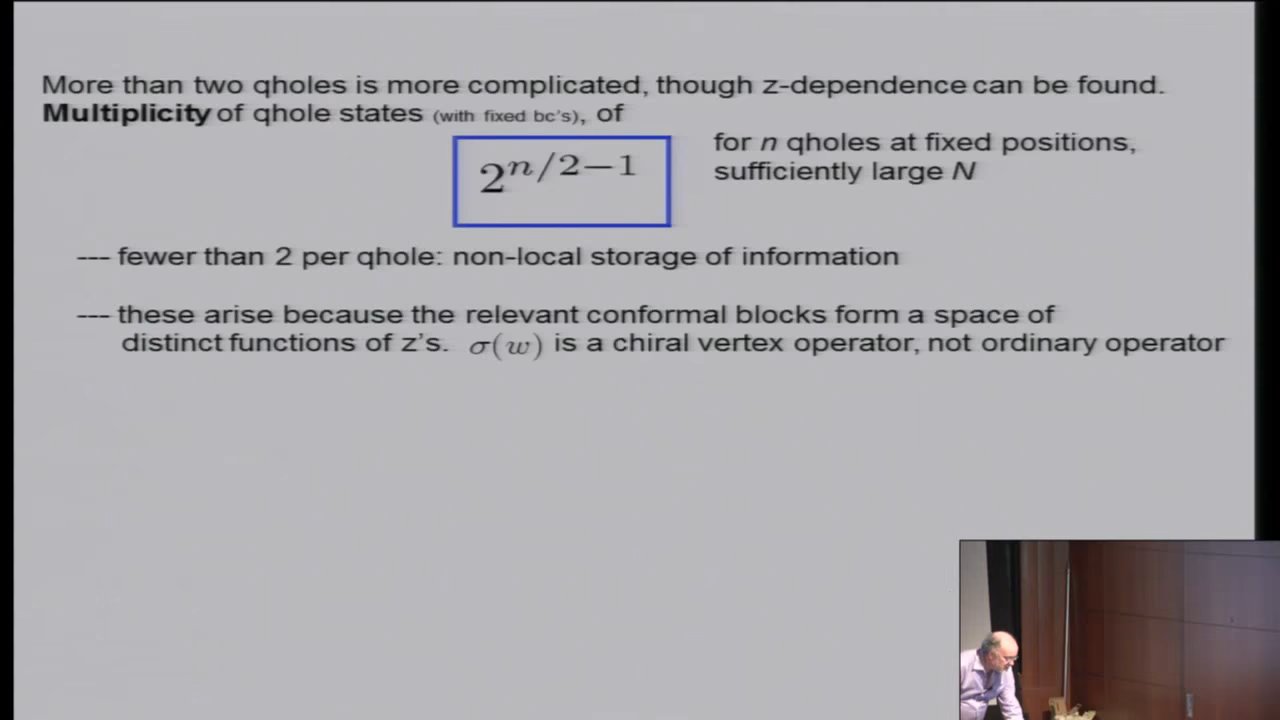 More than two qholes is more complicated, though z-dependence can be found.
Multiplicity of qhole states (with fixed bc's), of
2^{n/2−1}
for n qholes at fixed positions,
sufficiently large N
--- fewer than 2 per qhole: non-local storage of information
--- these arise because the relevant conformal blocks form a space of
distinct functions of z's. σ(w) is a chiral vertex operator, not ordinary operator